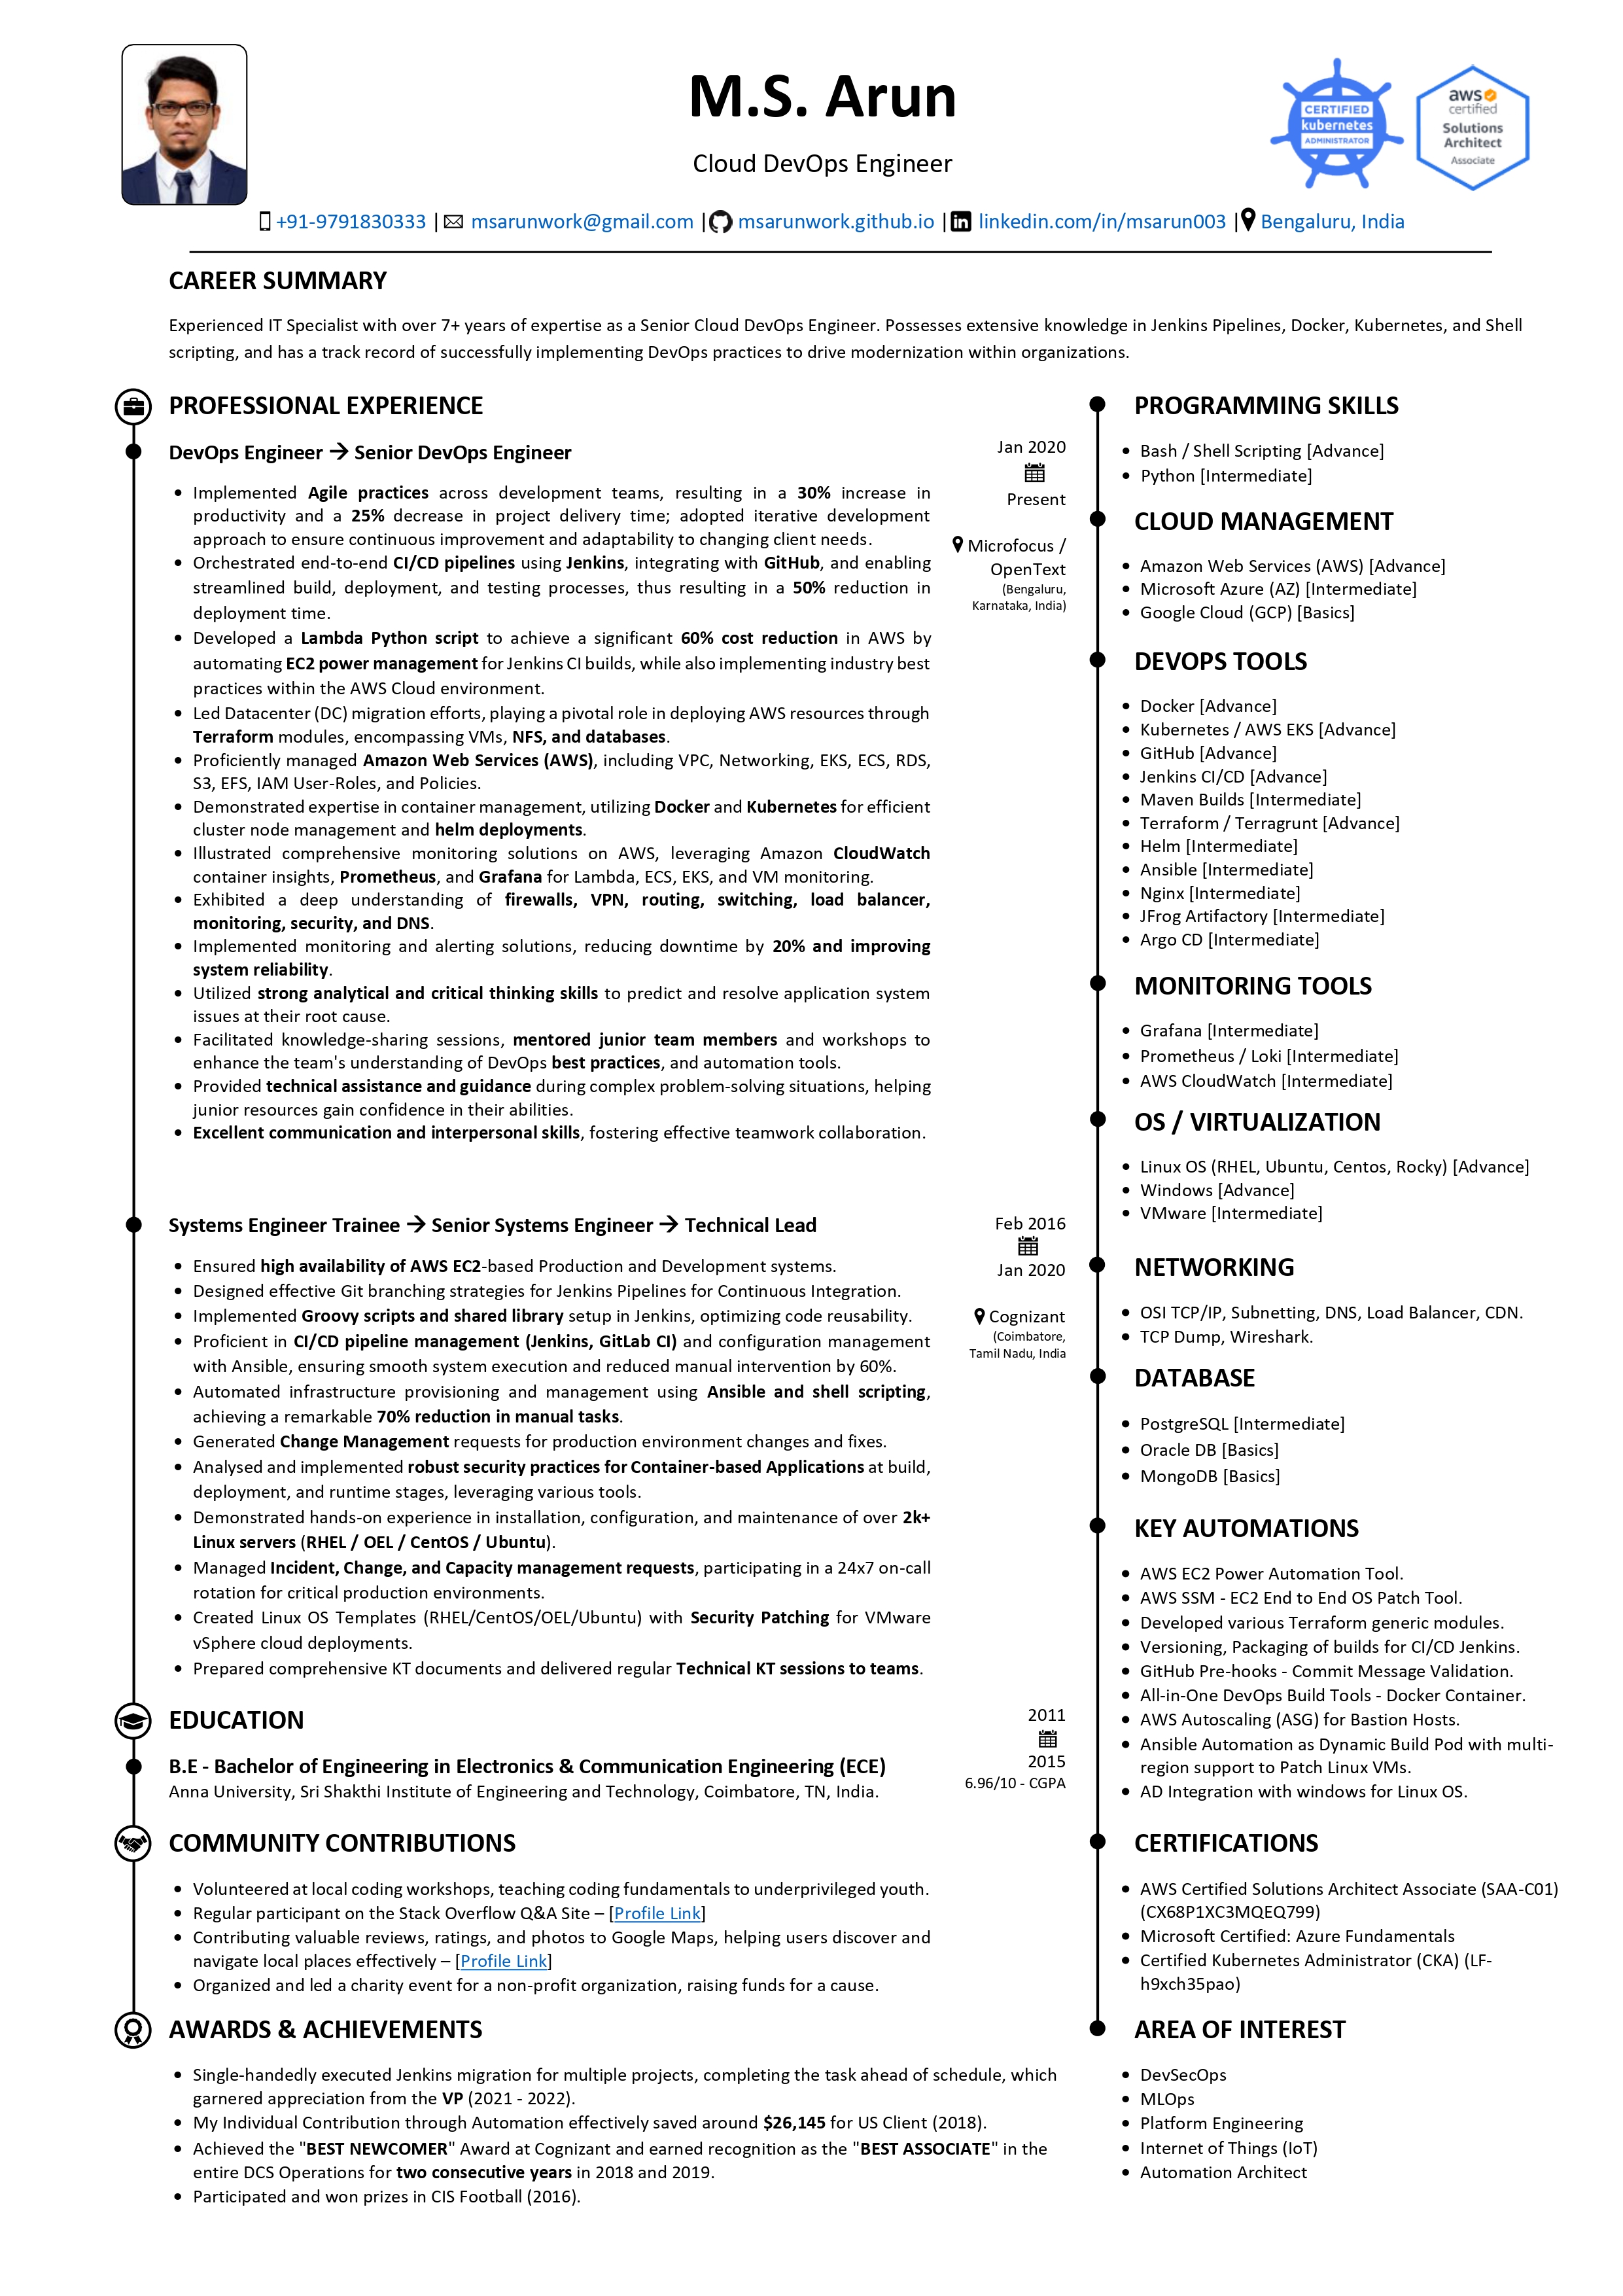 M.S. Arun
Cloud DevOps Engineer
CERTIFIED
kubernetes
ADMINISTRATOR
aws
certified
Solutions
Architect
Associate
+91-9791830333 | msarunwork@gmail.com | msarunwork.github.io | linkedin.com/in/msarun003 | Bengaluru, India
CAREER SUMMARY
Experienced IT Specialist with over 7+ years of expertise as a Senior Cloud DevOps Engineer. Possesses extensive knowledge in Jenkins Pipelines, Docker, Kubernetes, and Shell
scripting, and has a track record of successfully implementing DevOps practices to drive modernization within organizations.
PROFESSIONAL EXPERIENCE
DevOps Engineer → Senior DevOps Engineer
Jan 2020
Present
Microfocus /
OpenText
(Bengaluru,
Karnataka, India)
• Implemented Agile practices across development teams, resulting in a 30% increase in
productivity and a 25% decrease in project delivery time; adopted iterative development
approach to ensure continuous improvement and adaptability to changing client needs.
• Orchestrated end-to-end CI/CD pipelines using Jenkins, integrating with GitHub, and enabling
streamlined build, deployment, and testing processes, thus resulting in a 50% reduction in
deployment time.
• Developed a Lambda Python script to achieve a significant 60% cost reduction in AWS by
automating EC2 power management for Jenkins CI builds, while also implementing industry best
practices within the AWS Cloud environment.
• Led Datacenter (DC) migration efforts, playing a pivotal role in deploying AWS resources through
Terraform modules, encompassing VMs, NFS, and databases.
• Proficiently managed Amazon Web Services (AWS), including VPC, Networking, EKS, ECS, RDS,
S3, EFS, IAM User-Roles, and Policies.
• Demonstrated expertise in container management, utilizing Docker and Kubernetes for efficient
cluster node management and helm deployments.
• Illustrated comprehensive monitoring solutions on AWS, leveraging Amazon CloudWatch
container insights, Prometheus, and Grafana for Lambda, ECS, EKS, and VM monitoring.
• Exhibited a deep understanding of firewalls, VPN, routing, switching, load balancer,
monitoring, security, and DNS.
• Implemented monitoring and alerting solutions, reducing downtime by 20% and improving
system reliability.
• Utilized strong analytical and critical thinking skills to predict and resolve application system
issues at their root cause.
• Facilitated knowledge-sharing sessions, mentored junior team members and workshops to
enhance the team's understanding of DevOps best practices, and automation tools.
• Provided technical assistance and guidance during complex problem-solving situations, helping
junior resources gain confidence in their abilities.
• Excellent communication and interpersonal skills, fostering effective teamwork collaboration.
Systems Engineer Trainee → Senior Systems Engineer → Technical Lead
Feb 2016
Jan 2020
Cognizant
(Coimbatore,
Tamil Nadu, India
• Ensured high availability of AWS EC2-based Production and Development systems.
• Designed effective Git branching strategies for Jenkins Pipelines for Continuous Integration.
• Implemented Groovy scripts and shared library setup in Jenkins, optimizing code reusability.
• Proficient in CI/CD pipeline management (Jenkins, GitLab CI) and configuration management
with Ansible, ensuring smooth system execution and reduced manual intervention by 60%.
• Automated infrastructure provisioning and management using Ansible and shell scripting,
achieving a remarkable 70% reduction in manual tasks.
• Generated Change Management requests for production environment changes and fixes.
• Analysed and implemented robust security practices for Container-based Applications at build,
deployment, and runtime stages, leveraging various tools.
• Demonstrated hands-on experience in installation, configuration, and maintenance of over 2k+
Linux servers (RHEL / OEL / CentOS / Ubuntu).
• Managed Incident, Change, and Capacity management requests, participating in a 24x7 on-call
rotation for critical production environments.
• Created Linux OS Templates (RHEL/CentOS/OEL/Ubuntu) with Security Patching for VMware
vSphere cloud deployments.
• Prepared comprehensive KT documents and delivered regular Technical KT sessions to teams.
EDUCATION
2011
2015
6.96/10 - CGPA
B.E - Bachelor of Engineering in Electronics & Communication Engineering (ECE)
Anna University, Sri Shakthi Institute of Engineering and Technology, Coimbatore, TN, India.
COMMUNITY CONTRIBUTIONS
• Volunteered at local coding workshops, teaching coding fundamentals to underprivileged youth.
• Regular participant on the Stack Overflow Q&A Site – [Profile Link]
• Contributing valuable reviews, ratings, and photos to Google Maps, helping users discover and
navigate local places effectively – [Profile Link]
• Organized and led a charity event for a non-profit organization, raising funds for a cause.
AWARDS & ACHIEVEMENTS
• Single-handedly executed Jenkins migration for multiple projects, completing the task ahead of schedule, which
garnered appreciation from the VP (2021 - 2022).
• My Individual Contribution through Automation effectively saved around $26,145 for US Client (2018).
• Achieved the "BEST NEWCOMER" Award at Cognizant and earned recognition as the "BEST ASSOCIATE" in the
entire DCS Operations for two consecutive years in 2018 and 2019.
• Participated and won prizes in CIS Football (2016).
PROGRAMMING SKILLS
• Bash / Shell Scripting [Advance]
• Python [Intermediate]
CLOUD MANAGEMENT
• Amazon Web Services (AWS) [Advance]
• Microsoft Azure (AZ) [Intermediate]
• Google Cloud (GCP) [Basics]
DEVOPS TOOLS
• Docker [Advance]
• Kubernetes / AWS EKS [Advance]
• GitHub [Advance]
• Jenkins CI/CD [Advance]
• Maven Builds [Intermediate]
• Terraform / Terragrunt [Advance]
• Helm [Intermediate]
• Ansible [Intermediate]
• Nginx [Intermediate]
• JFrog Artifactory [Intermediate]
• Argo CD [Intermediate]
MONITORING TOOLS
• Grafana [Intermediate]
• Prometheus / Loki [Intermediate]
• AWS CloudWatch [Intermediate]
OS / VIRTUALIZATION
• Linux OS (RHEL, Ubuntu, Centos, Rocky) [Advance]
• Windows [Advance]
• VMware [Intermediate]
NETWORKING
• OSI TCP/IP, Subnetting, DNS, Load Balancer, CDN.
• TCP Dump, Wireshark.
DATABASE
• PostgreSQL [Intermediate]
• Oracle DB [Basics]
• MongoDB [Basics]
KEY AUTOMATIONS
• AWS EC2 Power Automation Tool.
• AWS SSM - EC2 End to End OS Patch Tool.
• Developed various Terraform generic modules.
• Versioning, Packaging of builds for CI/CD Jenkins.
• GitHub Pre-hooks - Commit Message Validation.
• All-in-One DevOps Build Tools - Docker Container.
• AWS Autoscaling (ASG) for Bastion Hosts.
• Ansible Automation as Dynamic Build Pod with multi-
region support to Patch Linux VMs.
• AD Integration with windows for Linux OS.
CERTIFICATIONS
• AWS Certified Solutions Architect Associate (SAA-C01)
(CX68P1XC3MQEQ799)
• Microsoft Certified: Azure Fundamentals
• Certified Kubernetes Administrator (CKA) (LF-
h9xch35pao)
AREA OF INTEREST
• DevSecOps
• MLOps
• Platform Engineering
• Internet of Things (IoT)
• Automation Architect